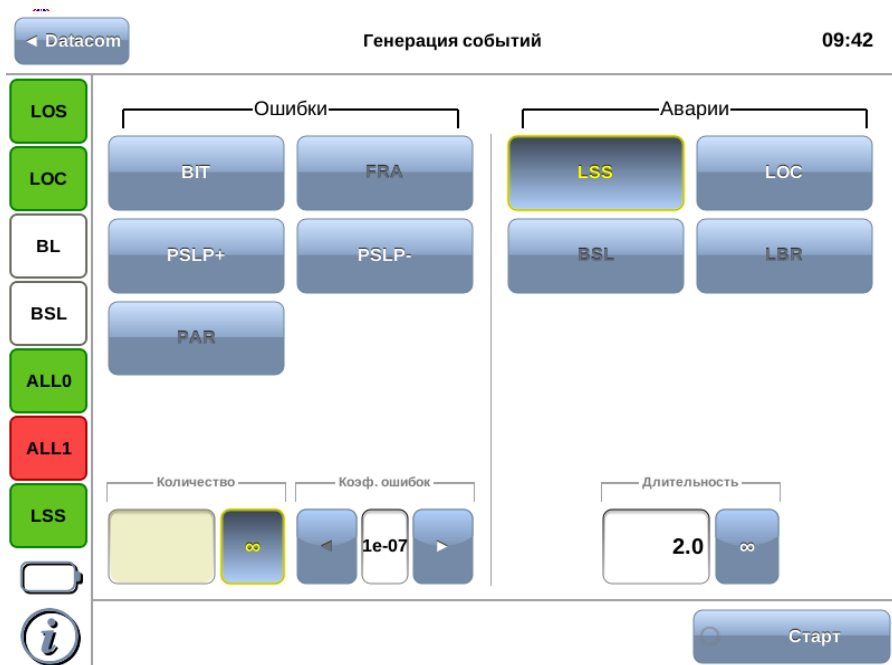 ◄ Datacom
Генерация событий
09:42
LOS
LOC
BL
BSL
ALL0
ALL1
LSS
Ошибки
BIT
FRA
PSLP+
PSLP-
PAR
Аварии
LSS
LOC
BSL
LBR
Количество
∞
Коэф. ошибок
◄
1e-07
►
Длительность
2.0
∞
i
Старт